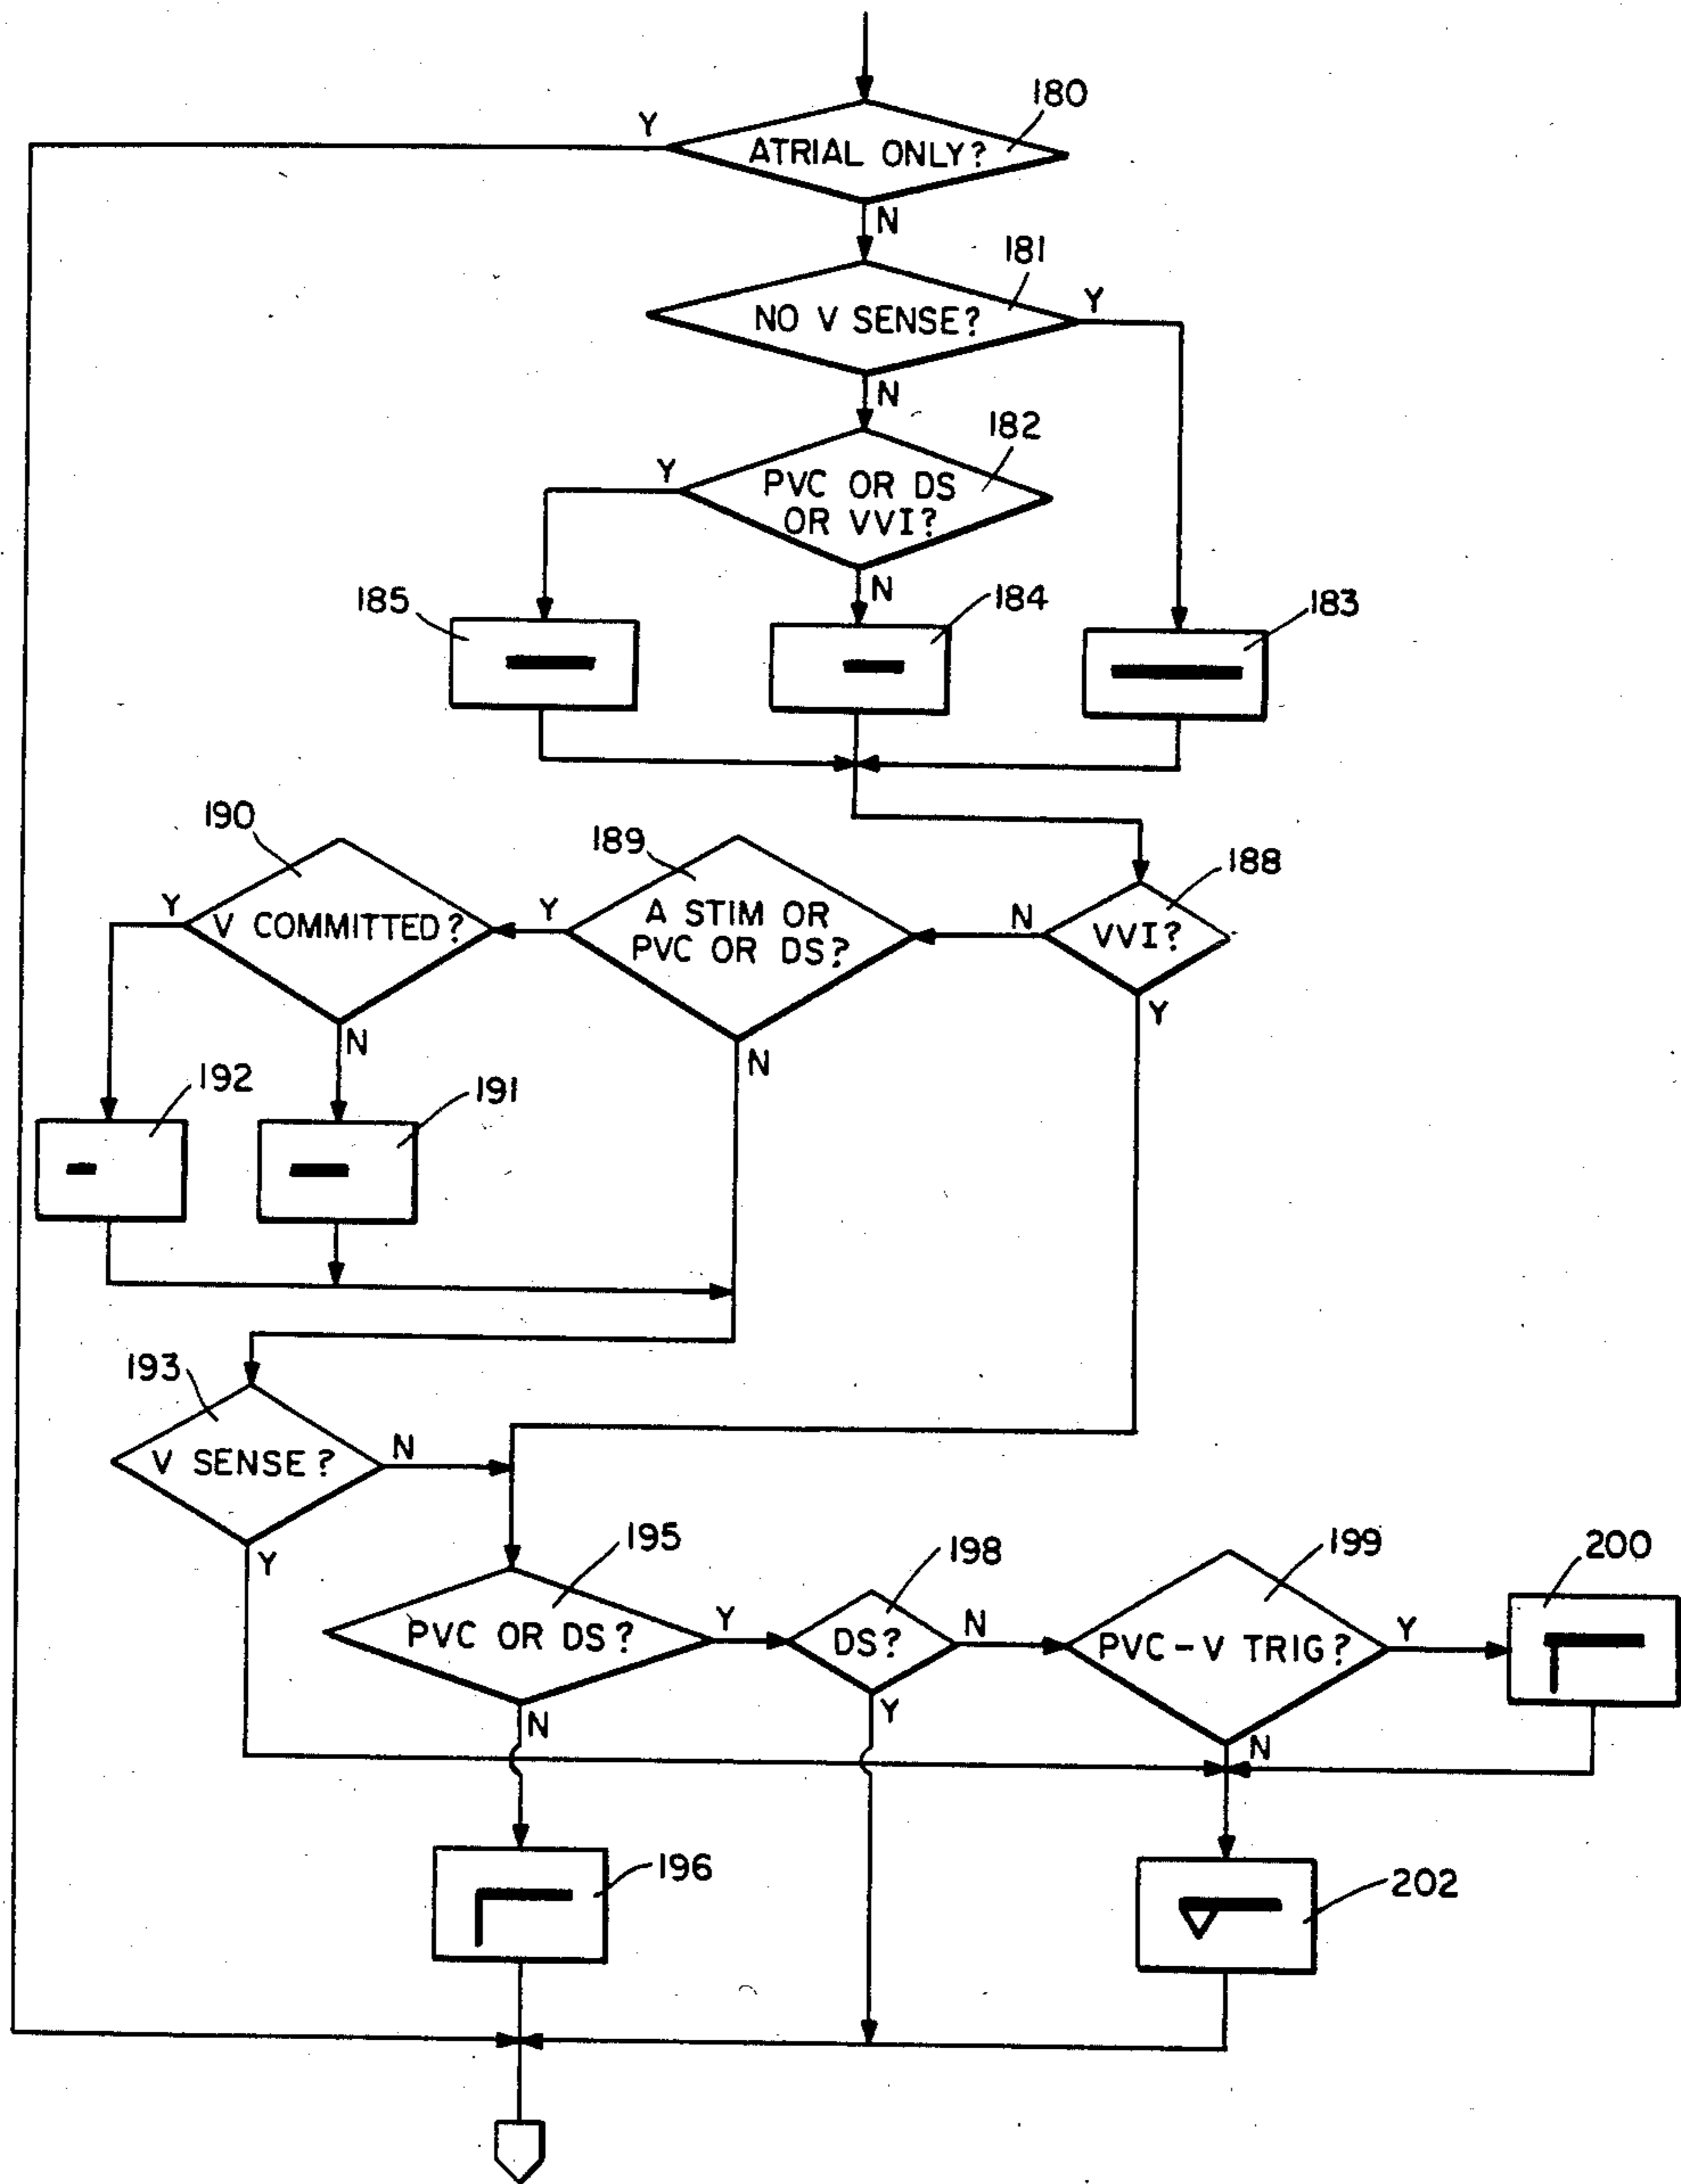 180
Y
ATRIAL ONLY?
N
181
Y
NO V SENSE?
N
182
Y
PVC OR DS
OR VVI?
N
185
184
183
190
189
188
Y
V COMMITTED?
Y
A STIM OR
PVC OR DS?
N
VVI?
Y
N
N
192
191
193
V SENSE?
N
Y
195
198
199
200
PVC OR DS?
Y
DS?
N
PVC-V TRIG?
Y
N
Y
N
196
202